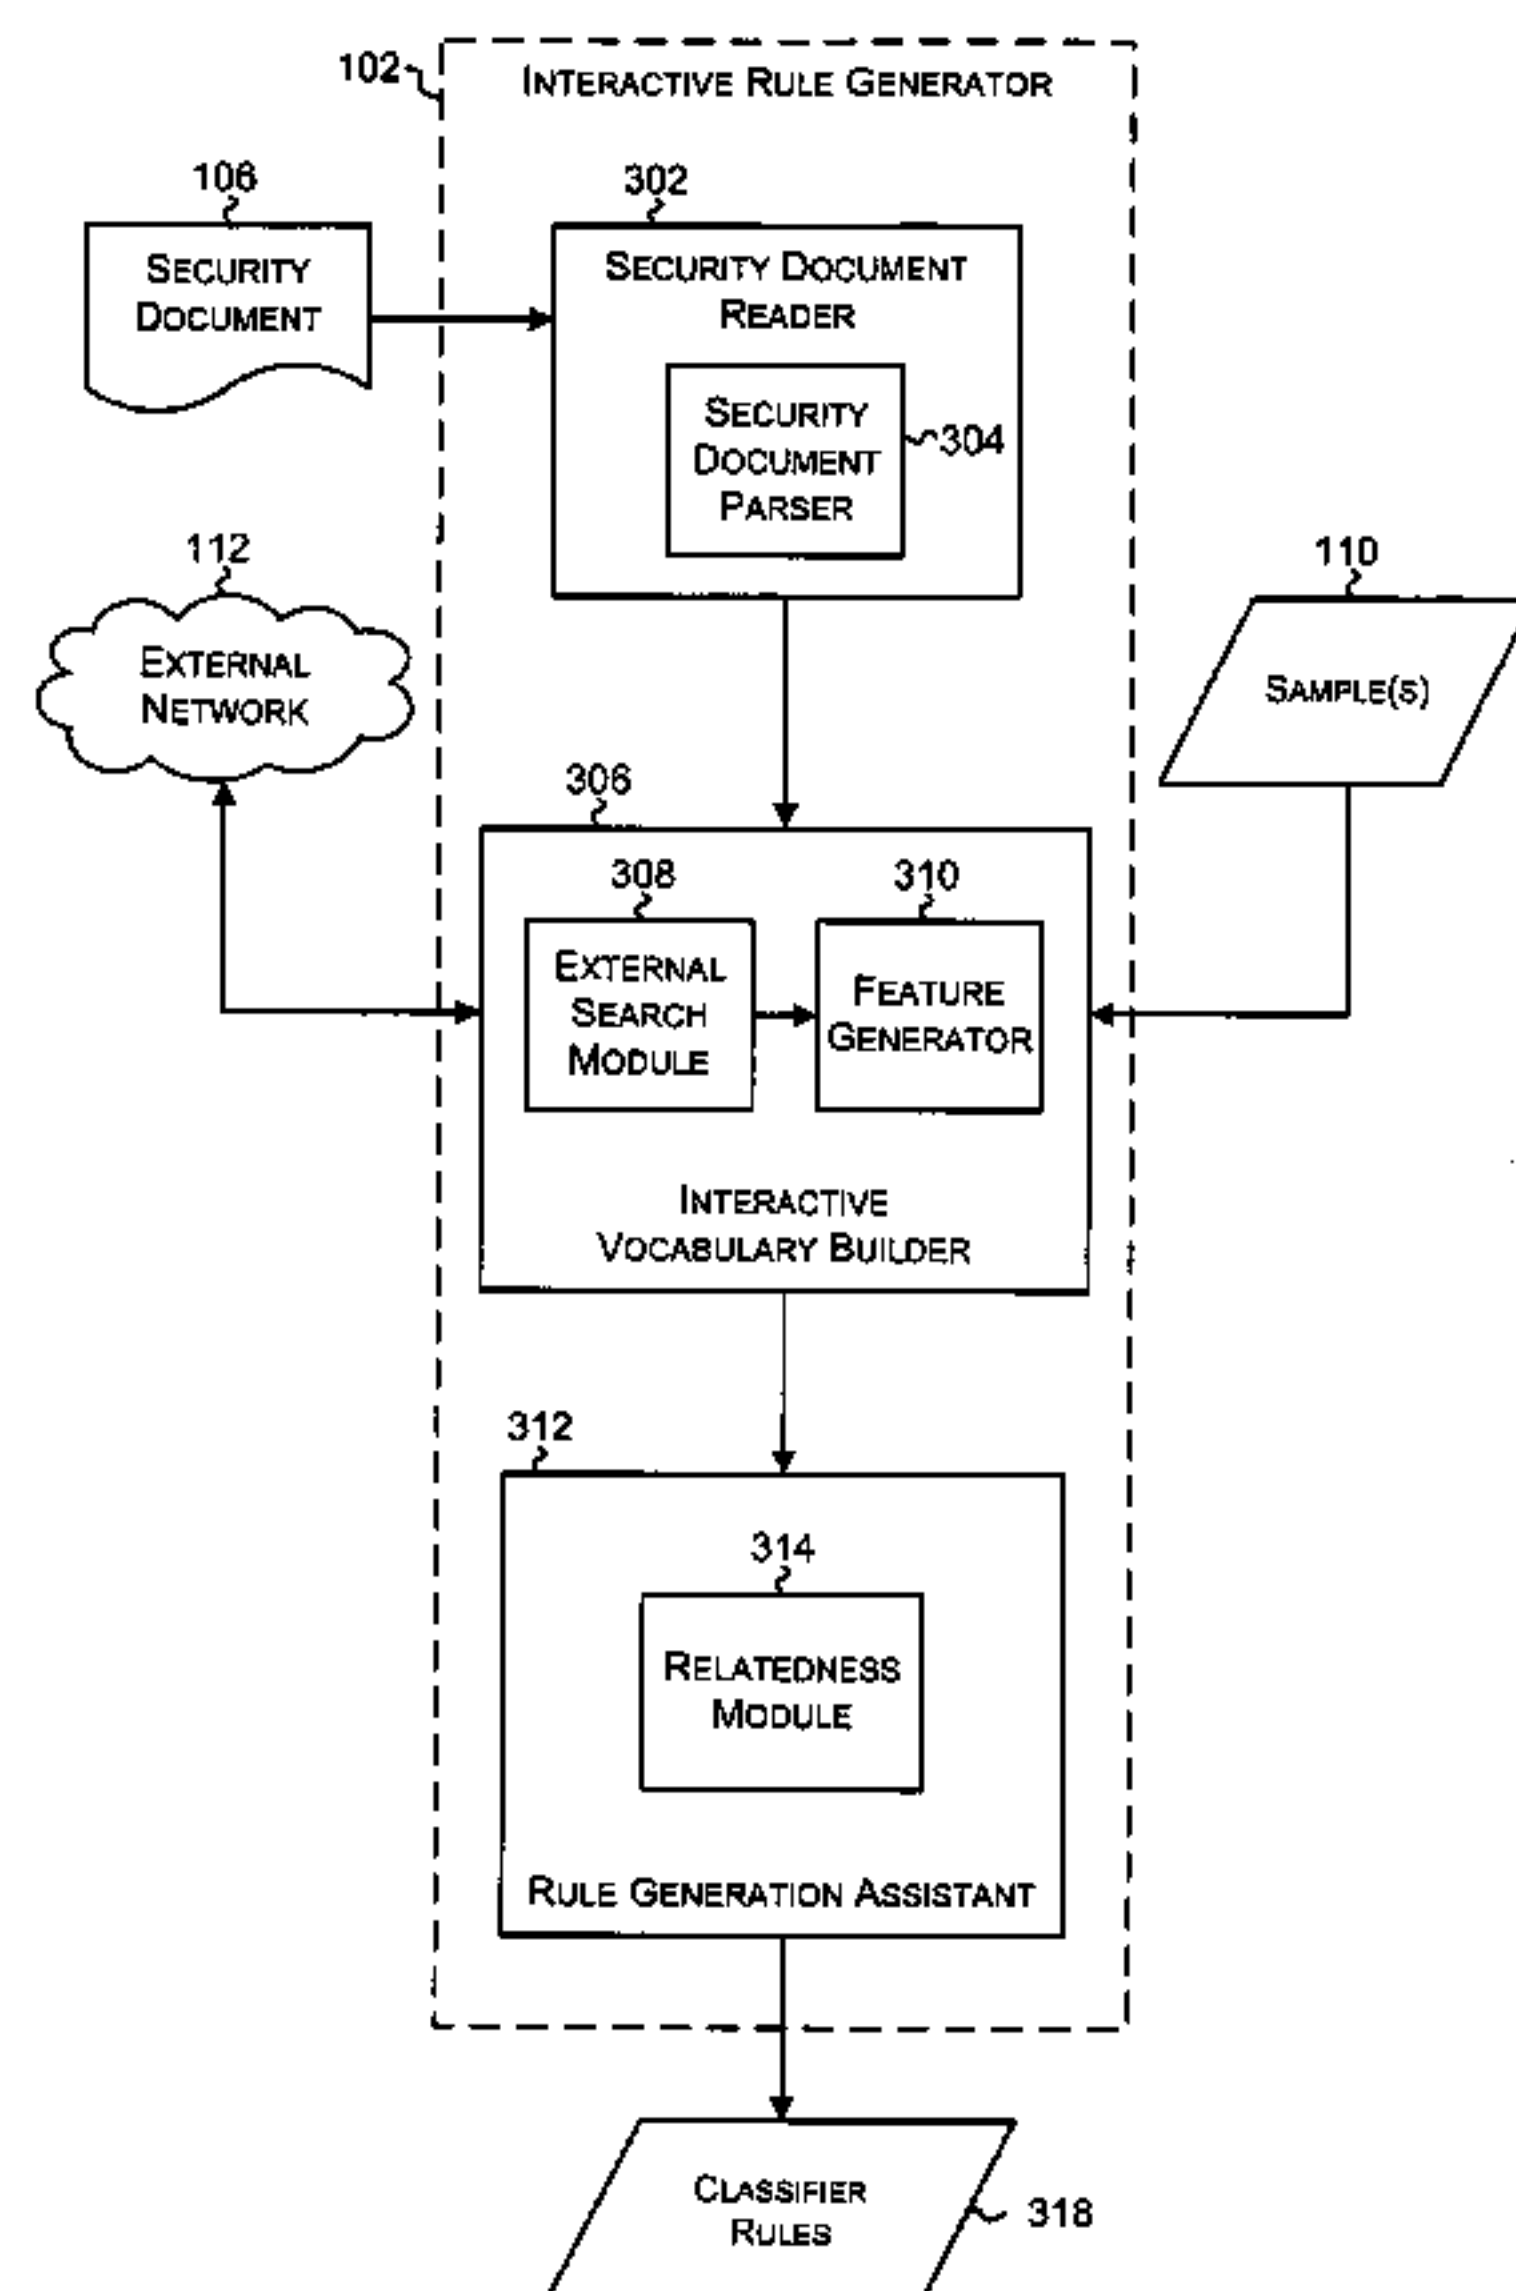 102
INTERACTIVE RULE GENERATOR
106
SECURITY
DOCUMENT
302
SECURITY DOCUMENT
READER
SECURITY
DOCUMENT
PARSER
304
112
EXTERNAL
NETWORK
110
SAMPLE(S)
306
308
EXTERNAL
SEARCH
MODULE
310
FEATURE
GENERATOR
INTERACTIVE
VOCABULARY BUILDER
312
314
RELATEDNESS
MODULE
RULE GENERATION ASSISTANT
CLASSIFIER
RULES
318